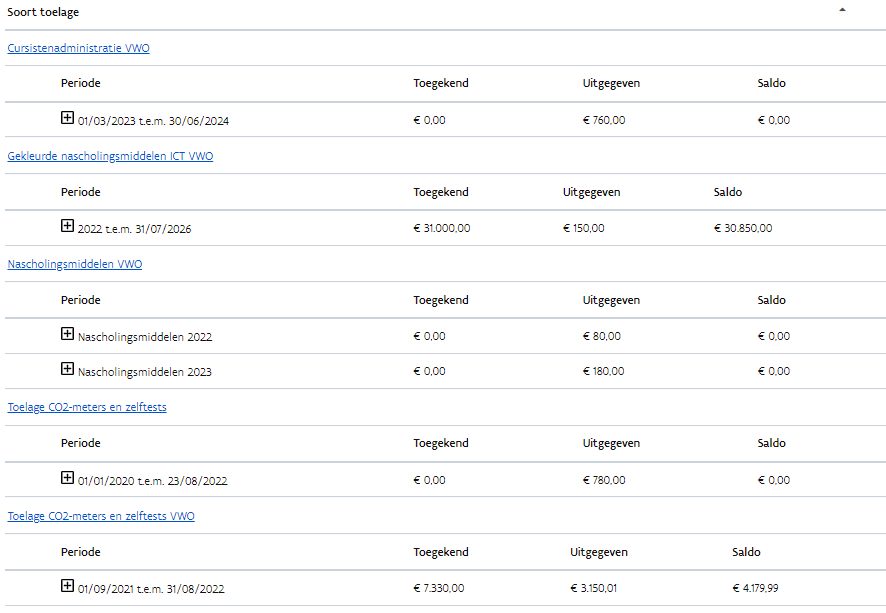 Soort toelage
Cursistenadministratie VWO
Periode Toegekend Uitgegeven Saldo
01/03/2023 t.e.m. 30/06/2024 € 0,00 € 760,00 € 0,00
Gekleurde nascholingsmiddelen ICT VWO
Periode Toegekend Uitgegeven Saldo
2022 t.e.m. 31/07/2026 € 31.000,00 € 150,00 € 30.850,00
Nascholingsmiddelen VWO
Periode Toegekend Uitgegeven Saldo
Nascholingsmiddelen 2022 € 0,00 € 80,00 € 0,00
Nascholingsmiddelen 2023 € 0,00 € 180,00 € 0,00
Toelage CO2-meters en zelftests
Periode Toegekend Uitgegeven Saldo
01/01/2020 t.e.m. 23/08/2022 € 0,00 € 780,00 € 0,00
Toelage CO2-meters en zelftests VWO
Periode Toegekend Uitgegeven Saldo
01/09/2021 t.e.m. 31/08/2022 € 7.330,00 € 3.150,01 € 4.179,99